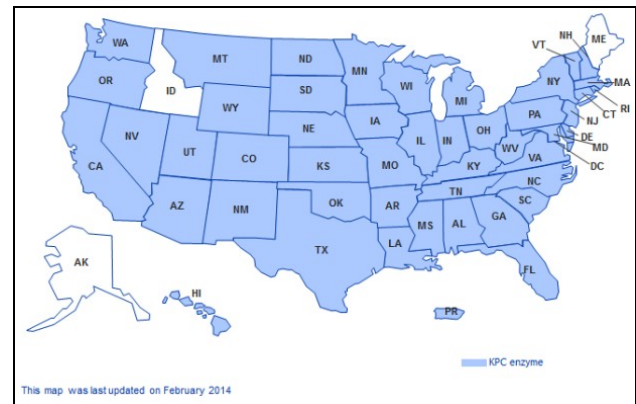 WA
MT
ND
MN
VT
NH
ME
OR
ID
SD
WI
MI
NY
MA
RI
CT
WY
IA
PA
NJ
NV
NE
IL
IN
OH
DE
MD
DC
UT
CO
KS
MO
KY
WV
VA
CA
NC
TN
AZ
NM
OK
AR
SC
MS
AL
GA
TX
LA
AK
FL
HI
PR
KPC enzyme
This map was last updated on February 2014